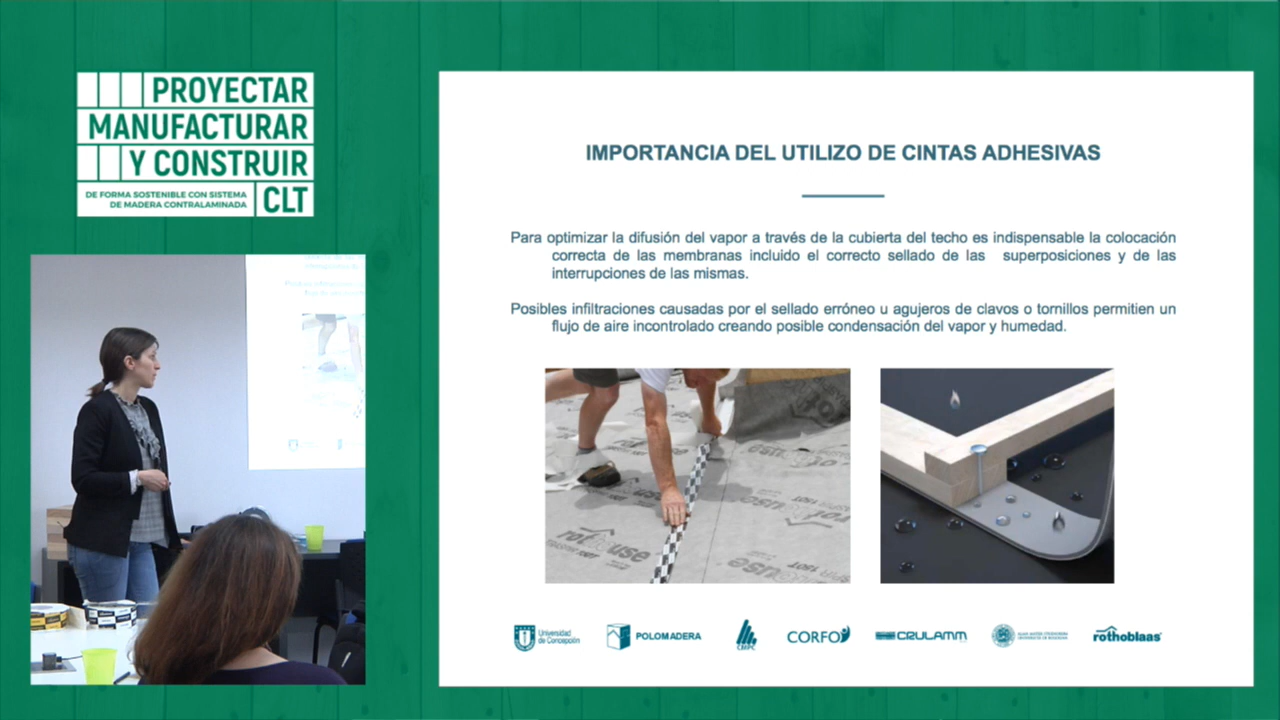 PROYECTAR
MANUFACTURAR
Y CONSTRUIR
DE FORMA SOSTENIBLE CON SISTEMA
DE MADERA CONTRALAMINADA
CLT
IMPORTANCIA DEL UTILIZO DE CINTAS ADHESIVAS
Para optimizar la difusión del vapor a través de la cubierta del techo es indispensable la colocación
correcta de las membranas incluido el correcto sellado de las superposiciones y de las
interrupciones de las mismas.
Posibles infiltraciones causadas por el sellado erróneo u agujeros de clavos o tornillos permitien un
flujo de aire incontrolado creando posible condensación del vapor y humedad.
Universidad
de Concepción
POLOMADERA
CMPC
CORFO
CRULAMM
rothoblaas